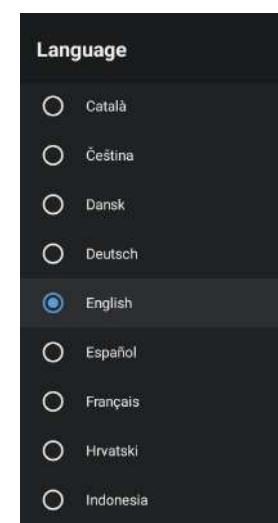 Language
Català
Čeština
Dansk
Deutsch
English
Español
Français
Hrvatski
Indonesia